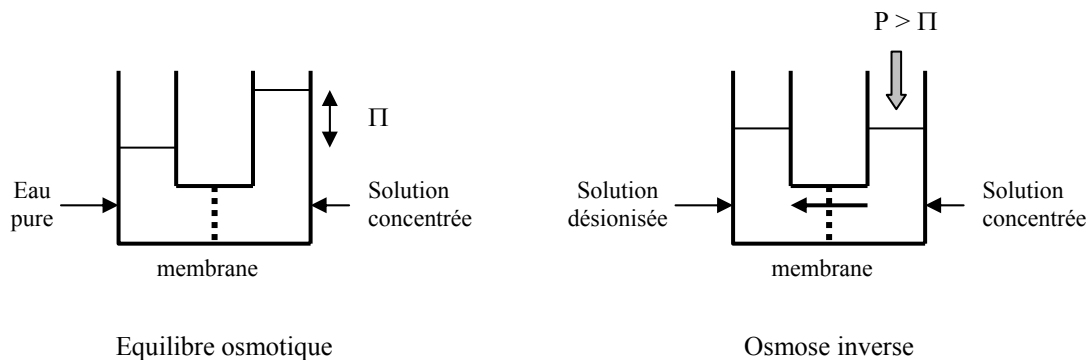 P > Π
Π
Eau
pure
Solution
concentrée
membrane
Equilibre osmotique
Solution
désionisée
Solution
concentrée
membrane
Osmose inverse